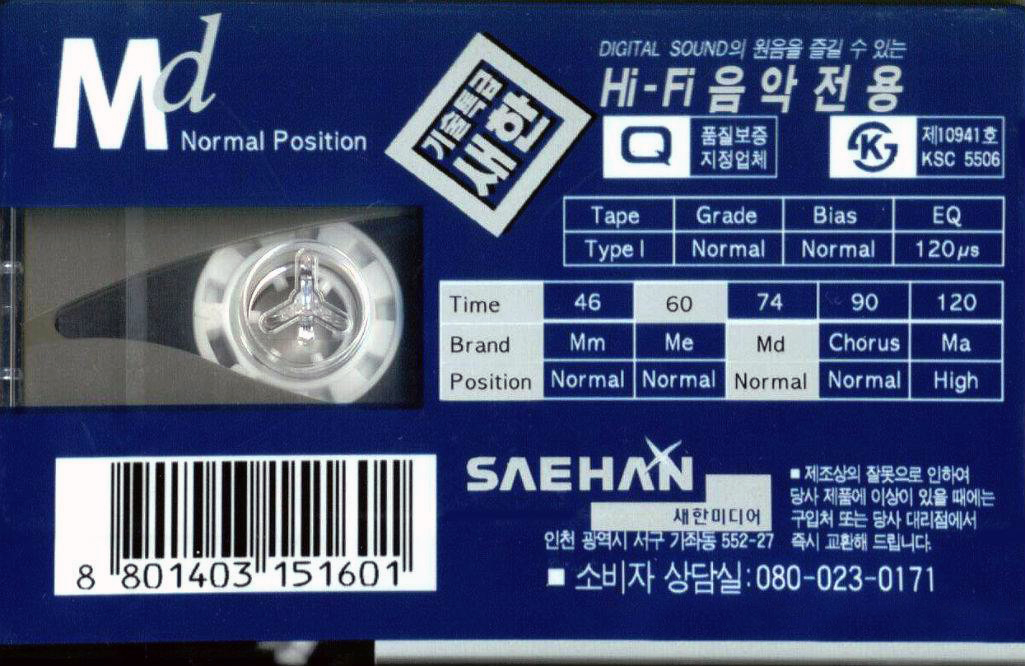 Md
Normal Position
기술특급
새한
DIGITAL SOUND의 원음을 즐길 수 있는
Hi-Fi 음악전용
Q 품질보증
지정업체
K 제10941호
KSC 5506
Tape Grade Bias EQ
Type I Normal Normal 120µs
Time 46 60 74 90 120
Brand Mm Me Md Chorus Ma
Position Normal Normal Normal Normal High
SAEHAN
새한미디어
인천 광역시 서구 가좌동 552-27
■ 제조상의 잘못으로 인하여
당사 제품에 이상이 있을 때에는
구입처 또는 당사 대리점에서
즉시 교환해 드립니다.
■ 소비자 상담실:080-023-0171
8 801403 151601